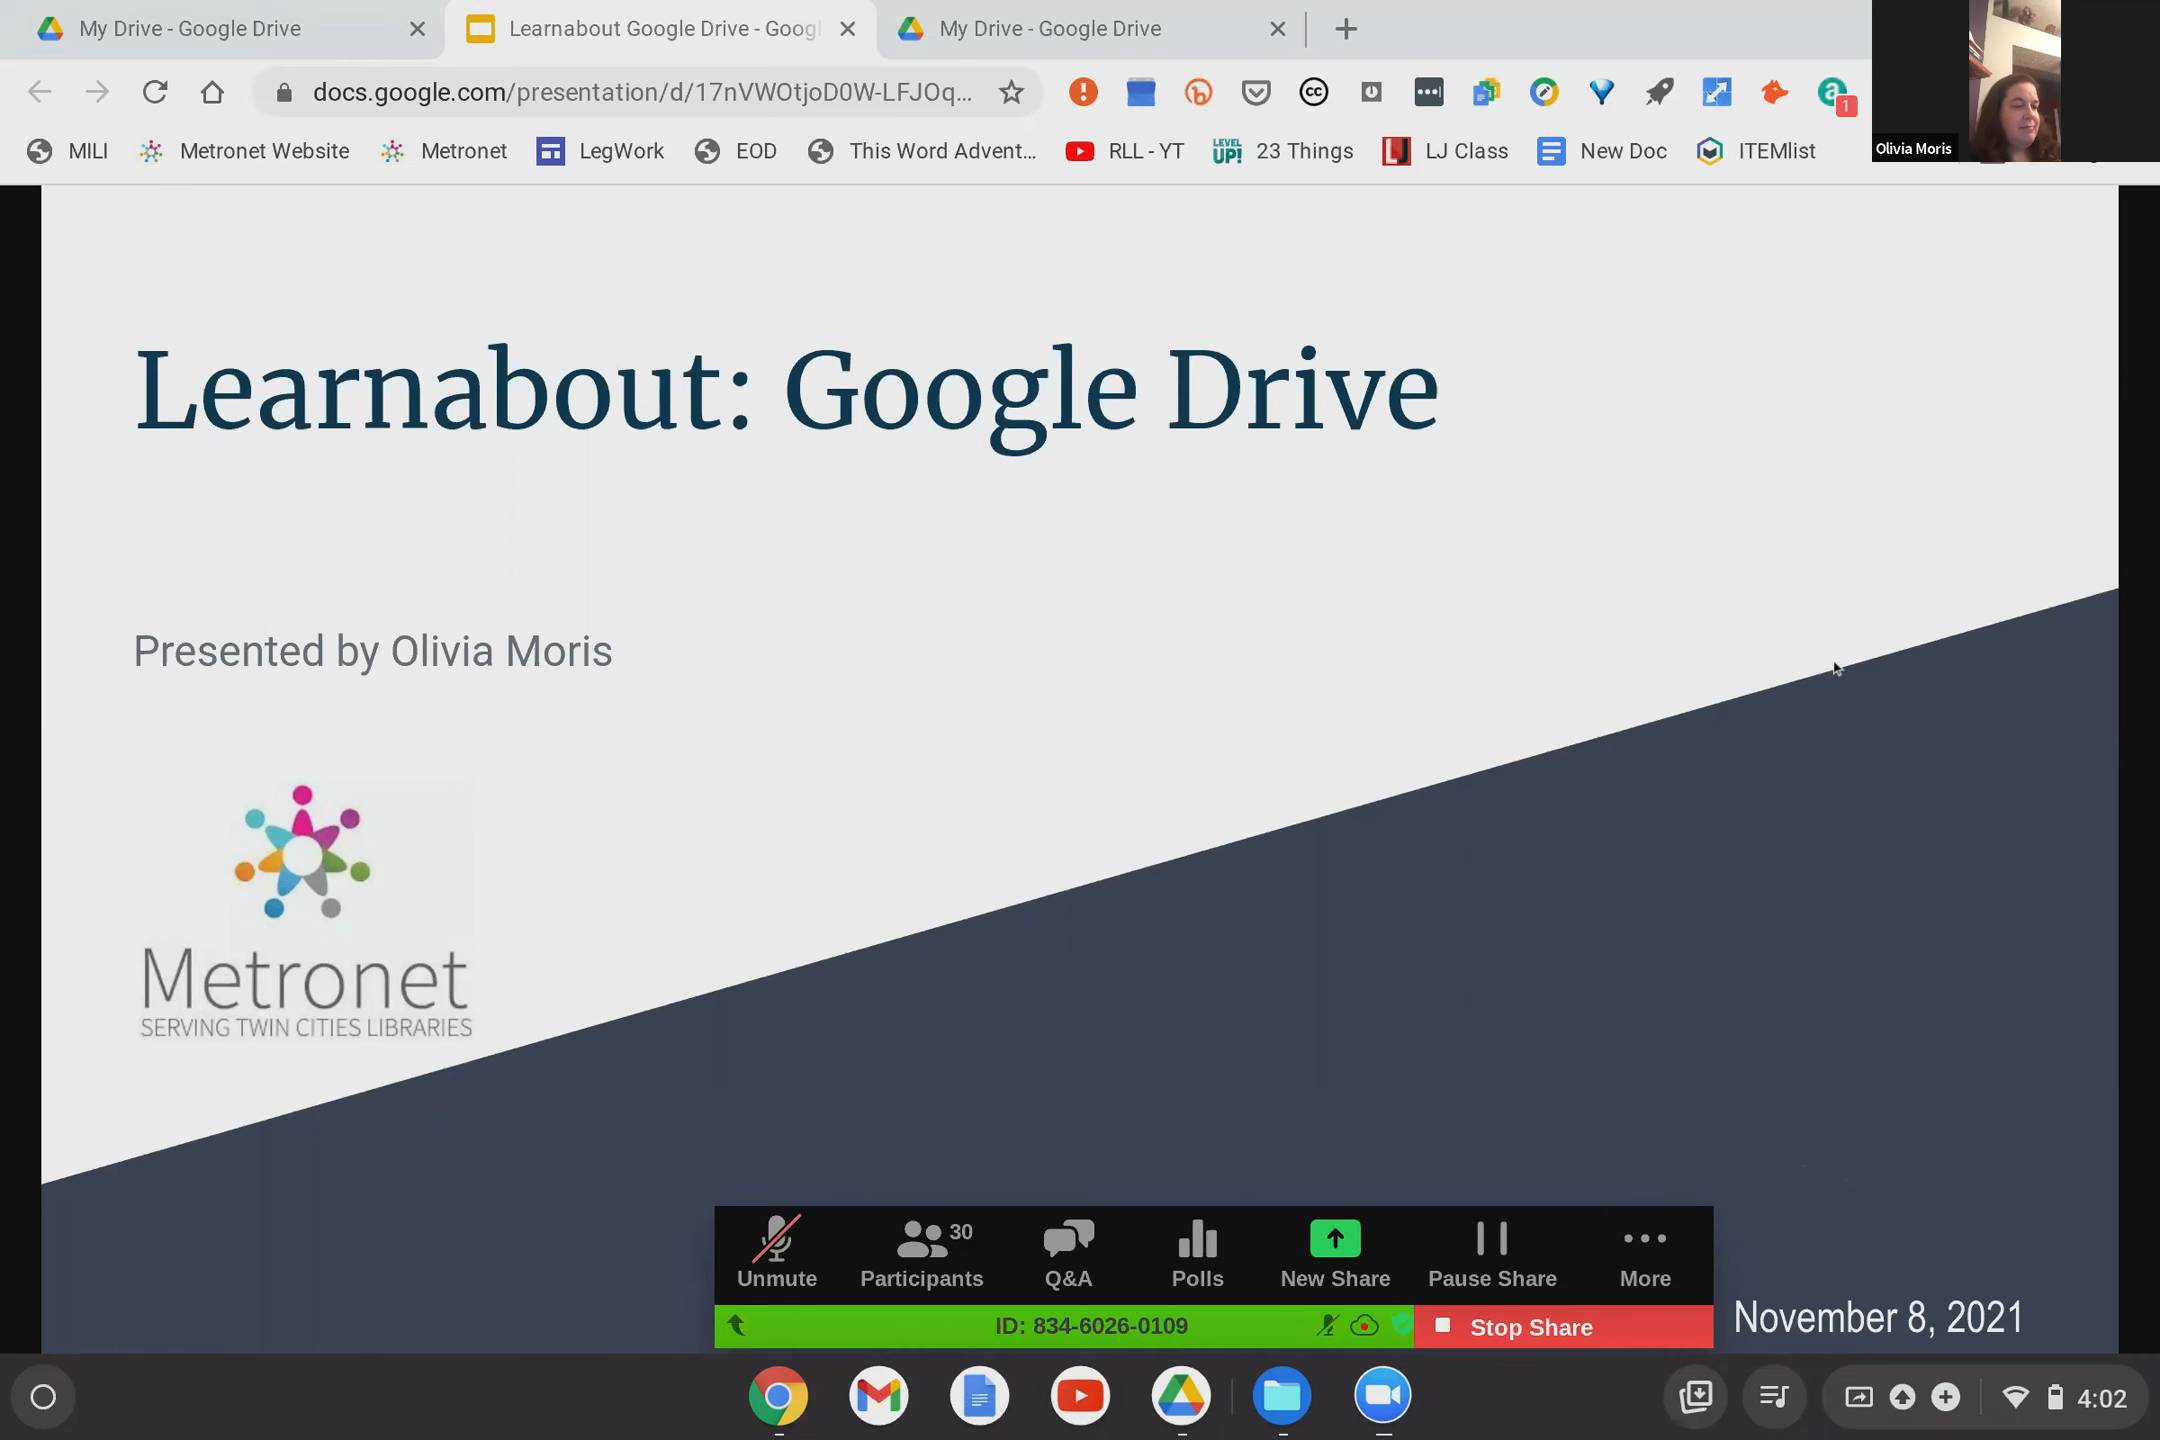 My Drive - Google Drive
Learnabout Google Drive - Googl
My Drive - Google Drive
docs.google.com/presentation/d/17nVWOtjoD0W-LFJOq...
1
MILI
Metronet Website
Metronet
LegWork
EOD
This Word Advent...
RLL - YT
LEVEL UP! 23 Things
LJ Class
New Doc
ITEMlist
Olivia Moris
Learnabout: Google Drive
Presented by Olivia Moris
Metronet
SERVING TWIN CITIES LIBRARIES
30
Unmute
Participants
Q&A
Polls
New Share
Pause Share
More
ID: 834-6026-0109
Stop Share
November 8, 2021
4:02